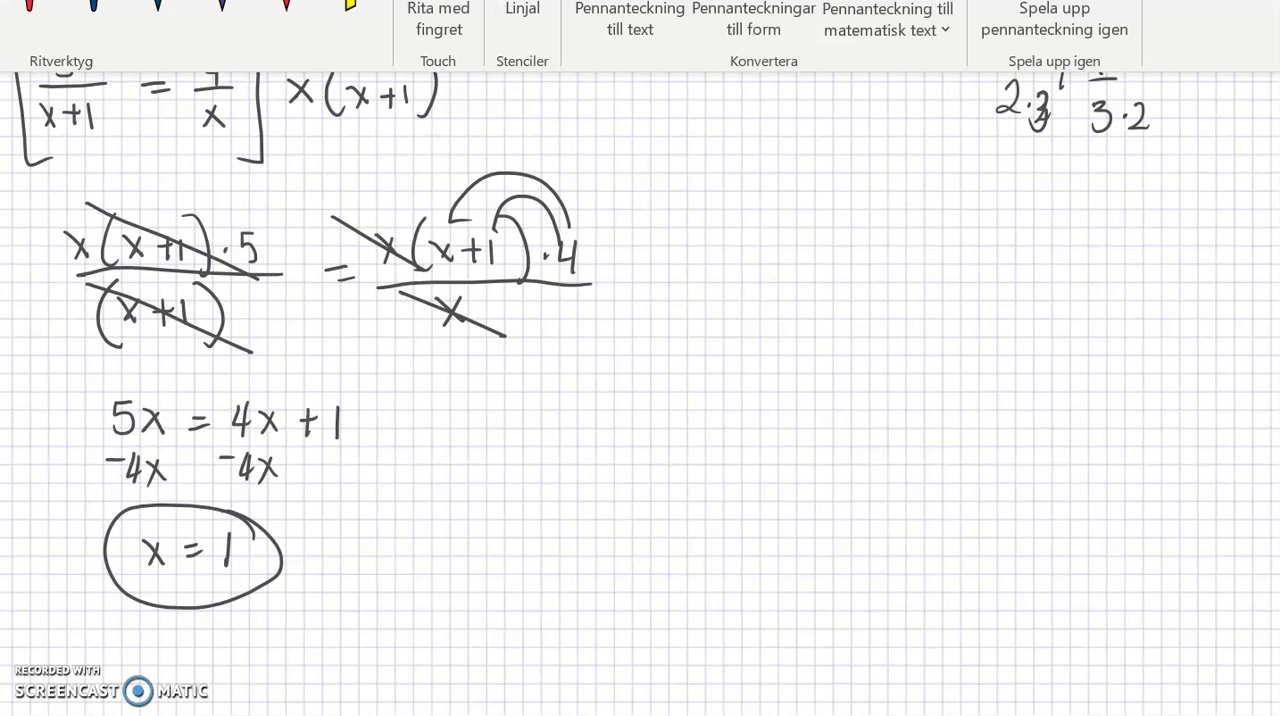 Rita med fingret
Linjal
Pennanteckning till text
Pennanteckningar till form
Pennanteckning till matematisk text
Spela upp pennanteckning igen
Ritverktyg
Touch
Stenciler
Konvertera
Spela upp igen
x+1 = x ] x(x+1)
3·2
x(x+1)·5 = x(x+1)·4
(x+1) x
5x = 4x + 1
-4x -4x
x = 1
RECORDED WITH
SCREENCAST MATIC